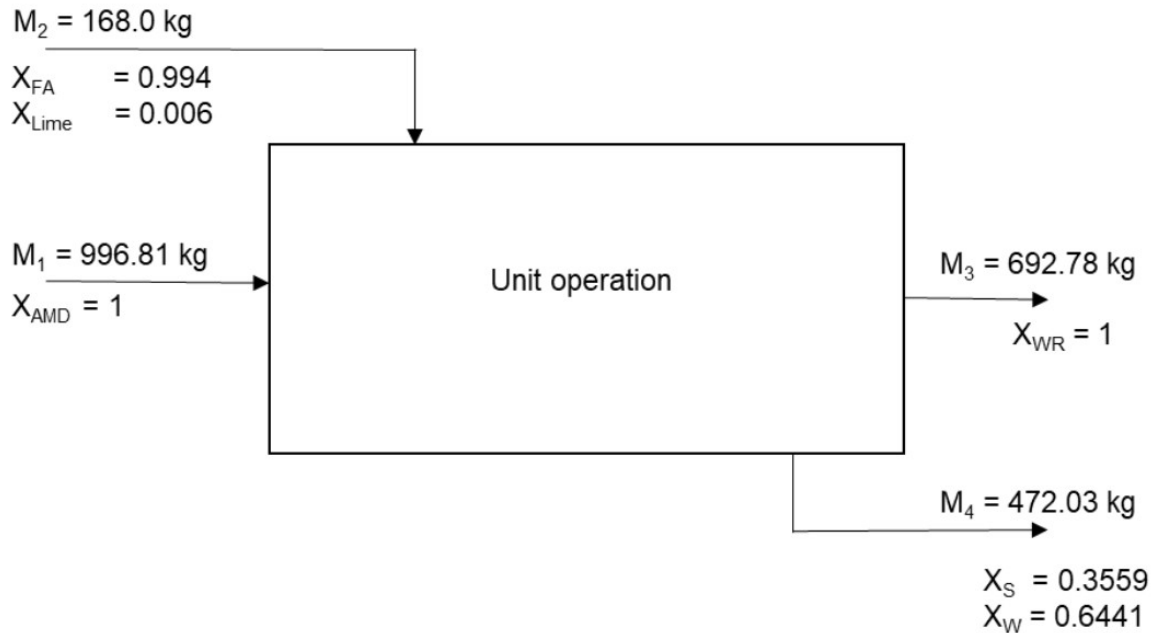 M₂ = 168.0 kg
X_FA = 0.994
X_Lime = 0.006
M₁ = 996.81 kg
X_AMD = 1
Unit operation
M₃ = 692.78 kg
X_WR = 1
M₄ = 472.03 kg
X_S = 0.3559
X_W = 0.6441